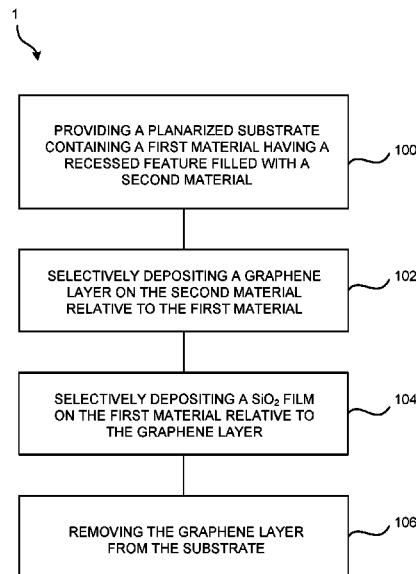 1
PROVIDING A PLANARIZED SUBSTRATE
CONTAINING A FIRST MATERIAL HAVING A
RECESSED FEATURE FILLED WITH A
SECOND MATERIAL
100
SELECTIVELY DEPOSITING A GRAPHENE
LAYER ON THE SECOND MATERIAL
RELATIVE TO THE FIRST MATERIAL
102
SELECTIVELY DEPOSITING A SiO₂ FILM
ON THE FIRST MATERIAL RELATIVE TO
THE GRAPHENE LAYER
104
REMOVING THE GRAPHENE LAYER
FROM THE SUBSTRATE
106